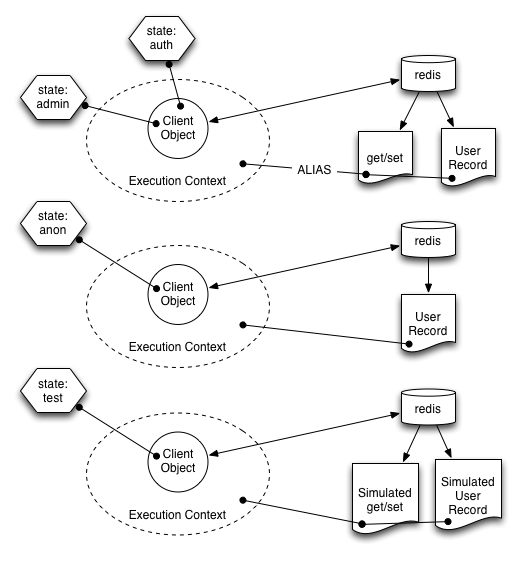 state:
auth
state:
admin
redis
Client
Object
get/set
User
Record
ALIAS
Execution Context
state:
anon
redis
Client
Object
User
Record
Execution Context
state:
test
redis
Client
Object
Simulated
get/set
Simulated
User
Record
Execution Context